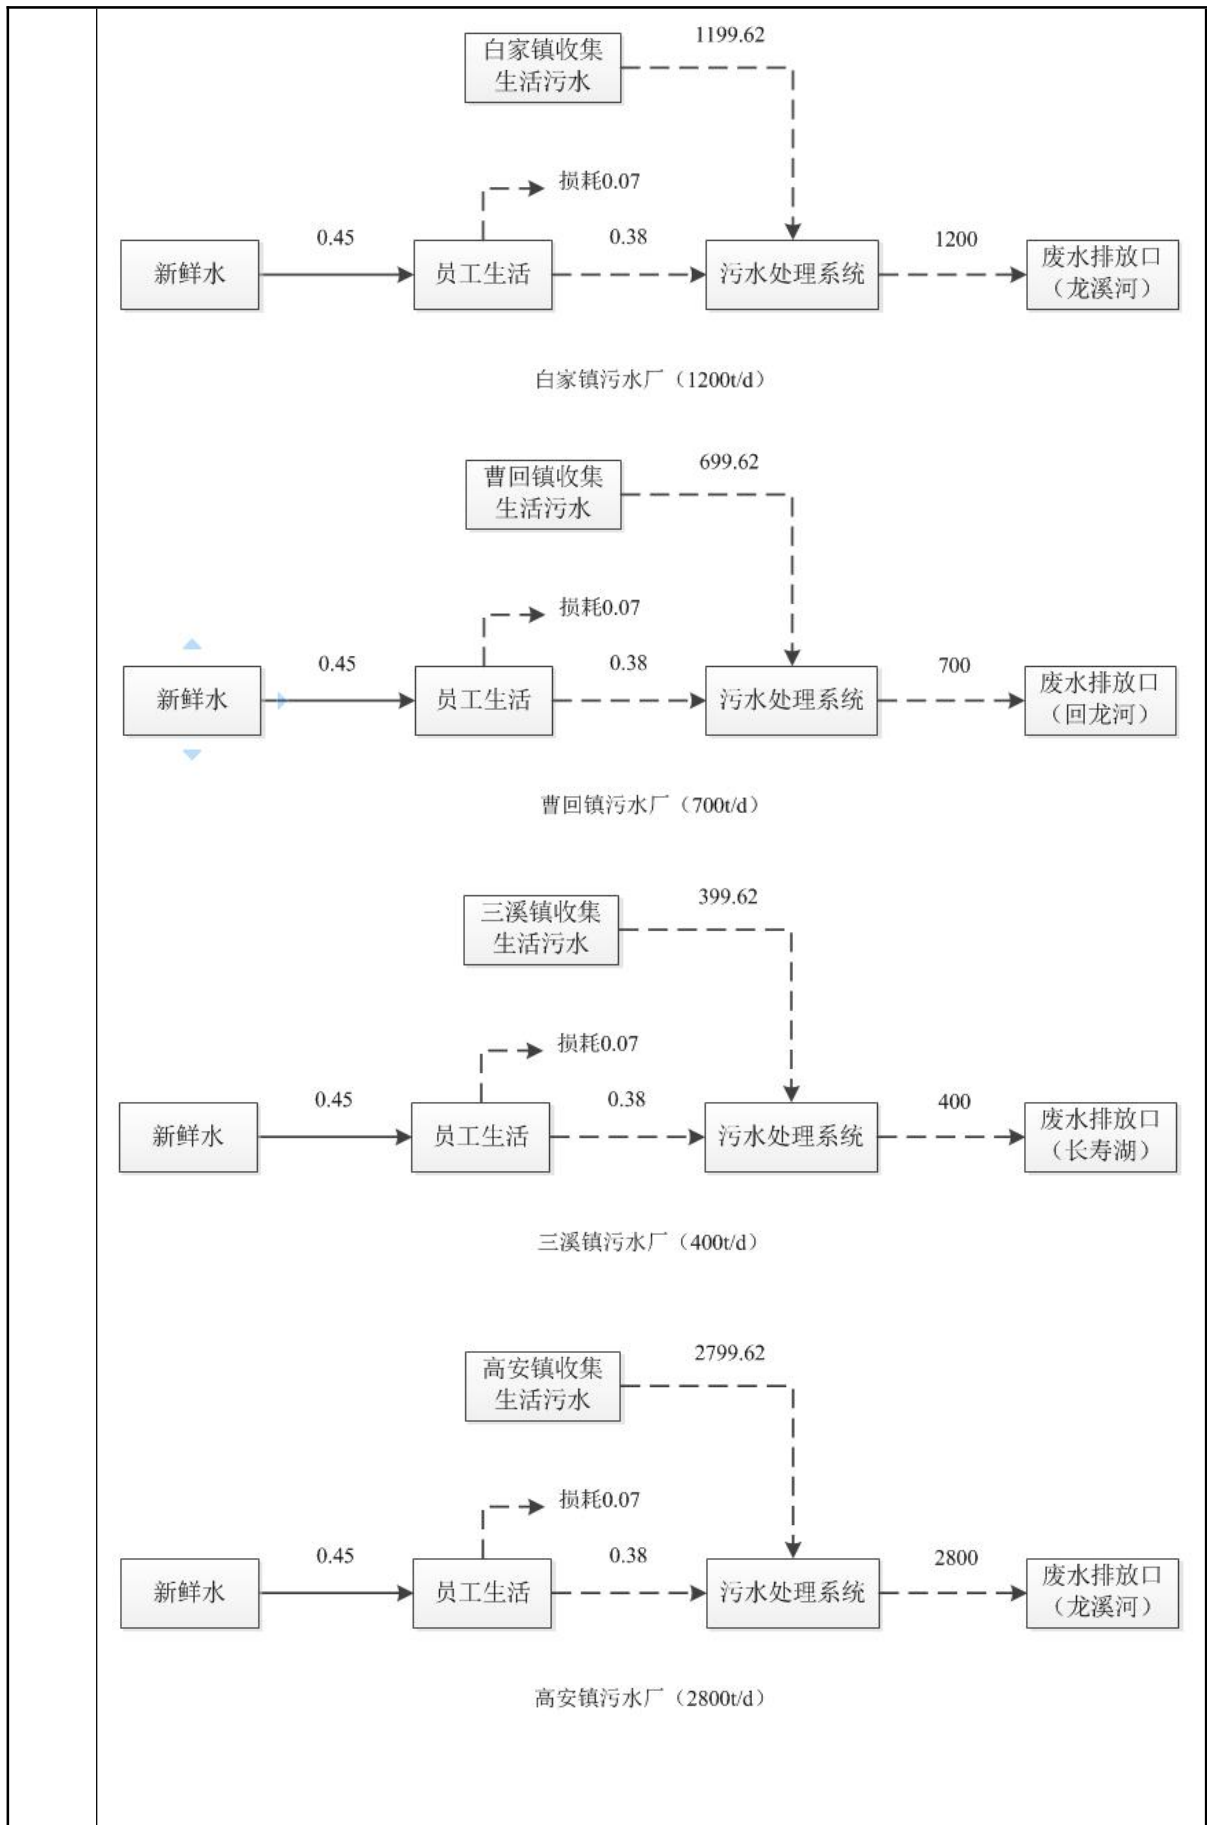 1199.62
白家镇收集
生活污水
损耗0.07
0.45
0.38
1200
新鲜水
员工生活
污水处理系统
废水排放口
（龙溪河）
白家镇污水厂（1200t/d）
699.62
曹回镇收集
生活污水
损耗0.07
0.45
0.38
700
新鲜水
员工生活
污水处理系统
废水排放口
（回龙河）
曹回镇污水厂（700t/d）
399.62
三溪镇收集
生活污水
损耗0.07
0.45
0.38
400
新鲜水
员工生活
污水处理系统
废水排放口
（长寿湖）
三溪镇污水厂（400t/d）
2799.62
高安镇收集
生活污水
损耗0.07
0.45
0.38
2800
新鲜水
员工生活
污水处理系统
废水排放口
（龙溪河）
高安镇污水厂（2800t/d）